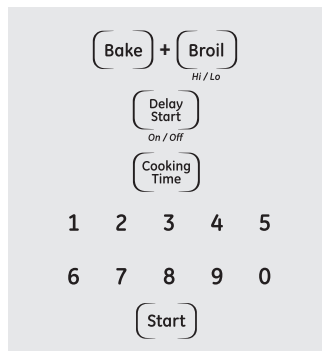 Bake + Broil
Hi / Lo
Delay
Start
On / Off
Cooking
Time
1 2 3 4 5
6 7 8 9 0
Start